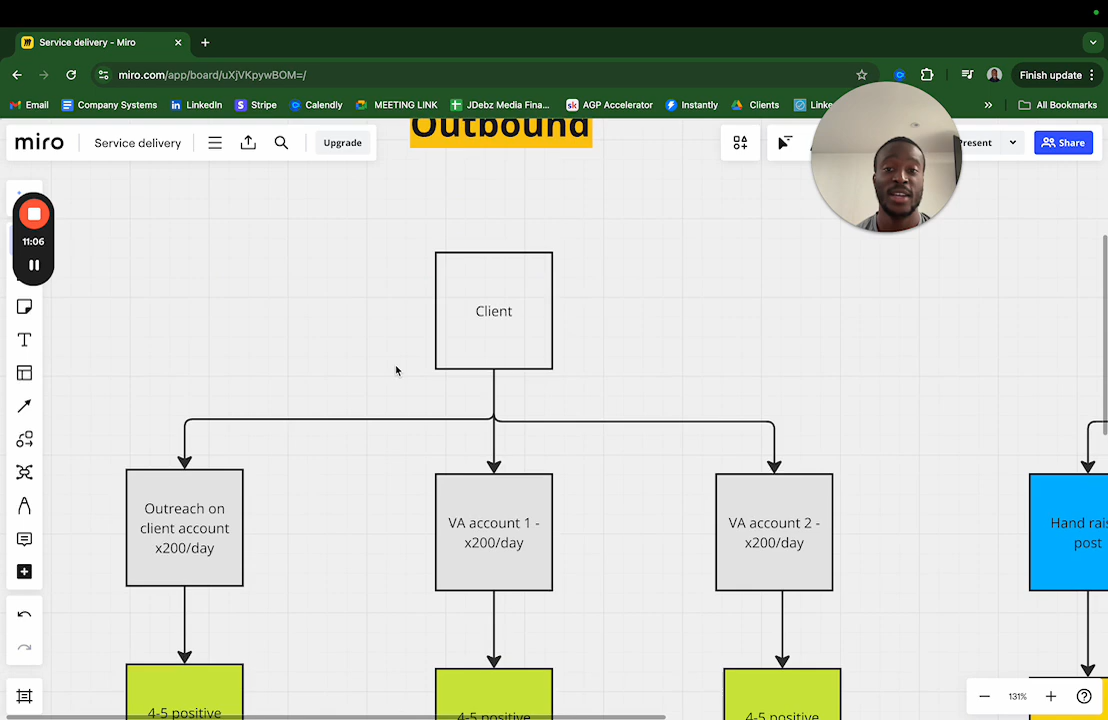 Service delivery - Miro
miro.com/app/board/uXjVKpywBOM=/
Finish update
Email
Company Systems
LinkedIn
Stripe
Calendly
MEETING LINK
JDebz Media Fina...
AGP Accelerator
Instantly
Clients
Linke
All Bookmarks
miro
Service delivery
Upgrade
Outbound
Present
Share
11:06
Client
Outreach on
client account
x200/day
VA account 1 -
x200/day
VA account 2 -
x200/day
Hand rais
post
4-5 positive
4-5 positive
4-5 positive
131%